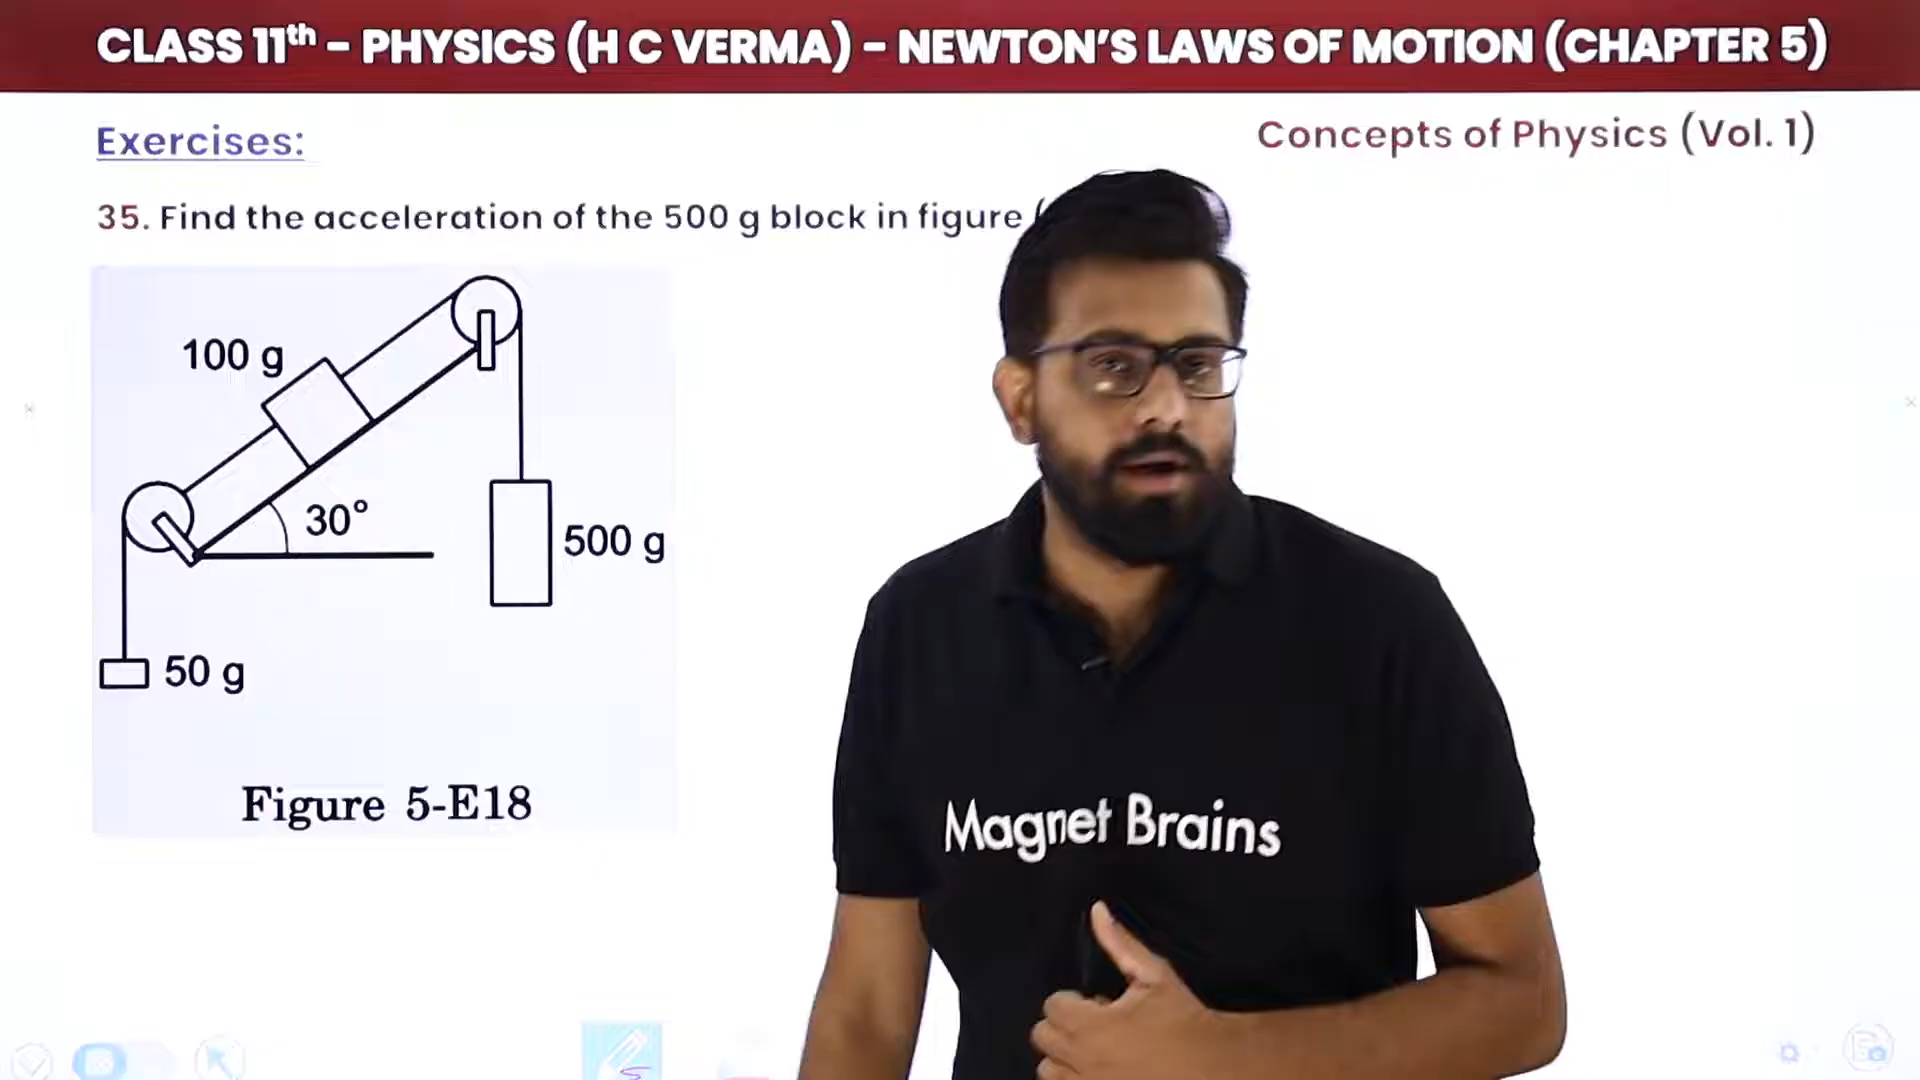 CLASS 11th – PHYSICS (H C VERMA) – NEWTON'S LAWS OF MOTION (CHAPTER 5)
Exercises:
Concepts of Physics (Vol. 1)
35. Find the acceleration of the 500 g block in figure (
100 g
30°
500 g
50 g
Figure 5-E18
Magnet Brains